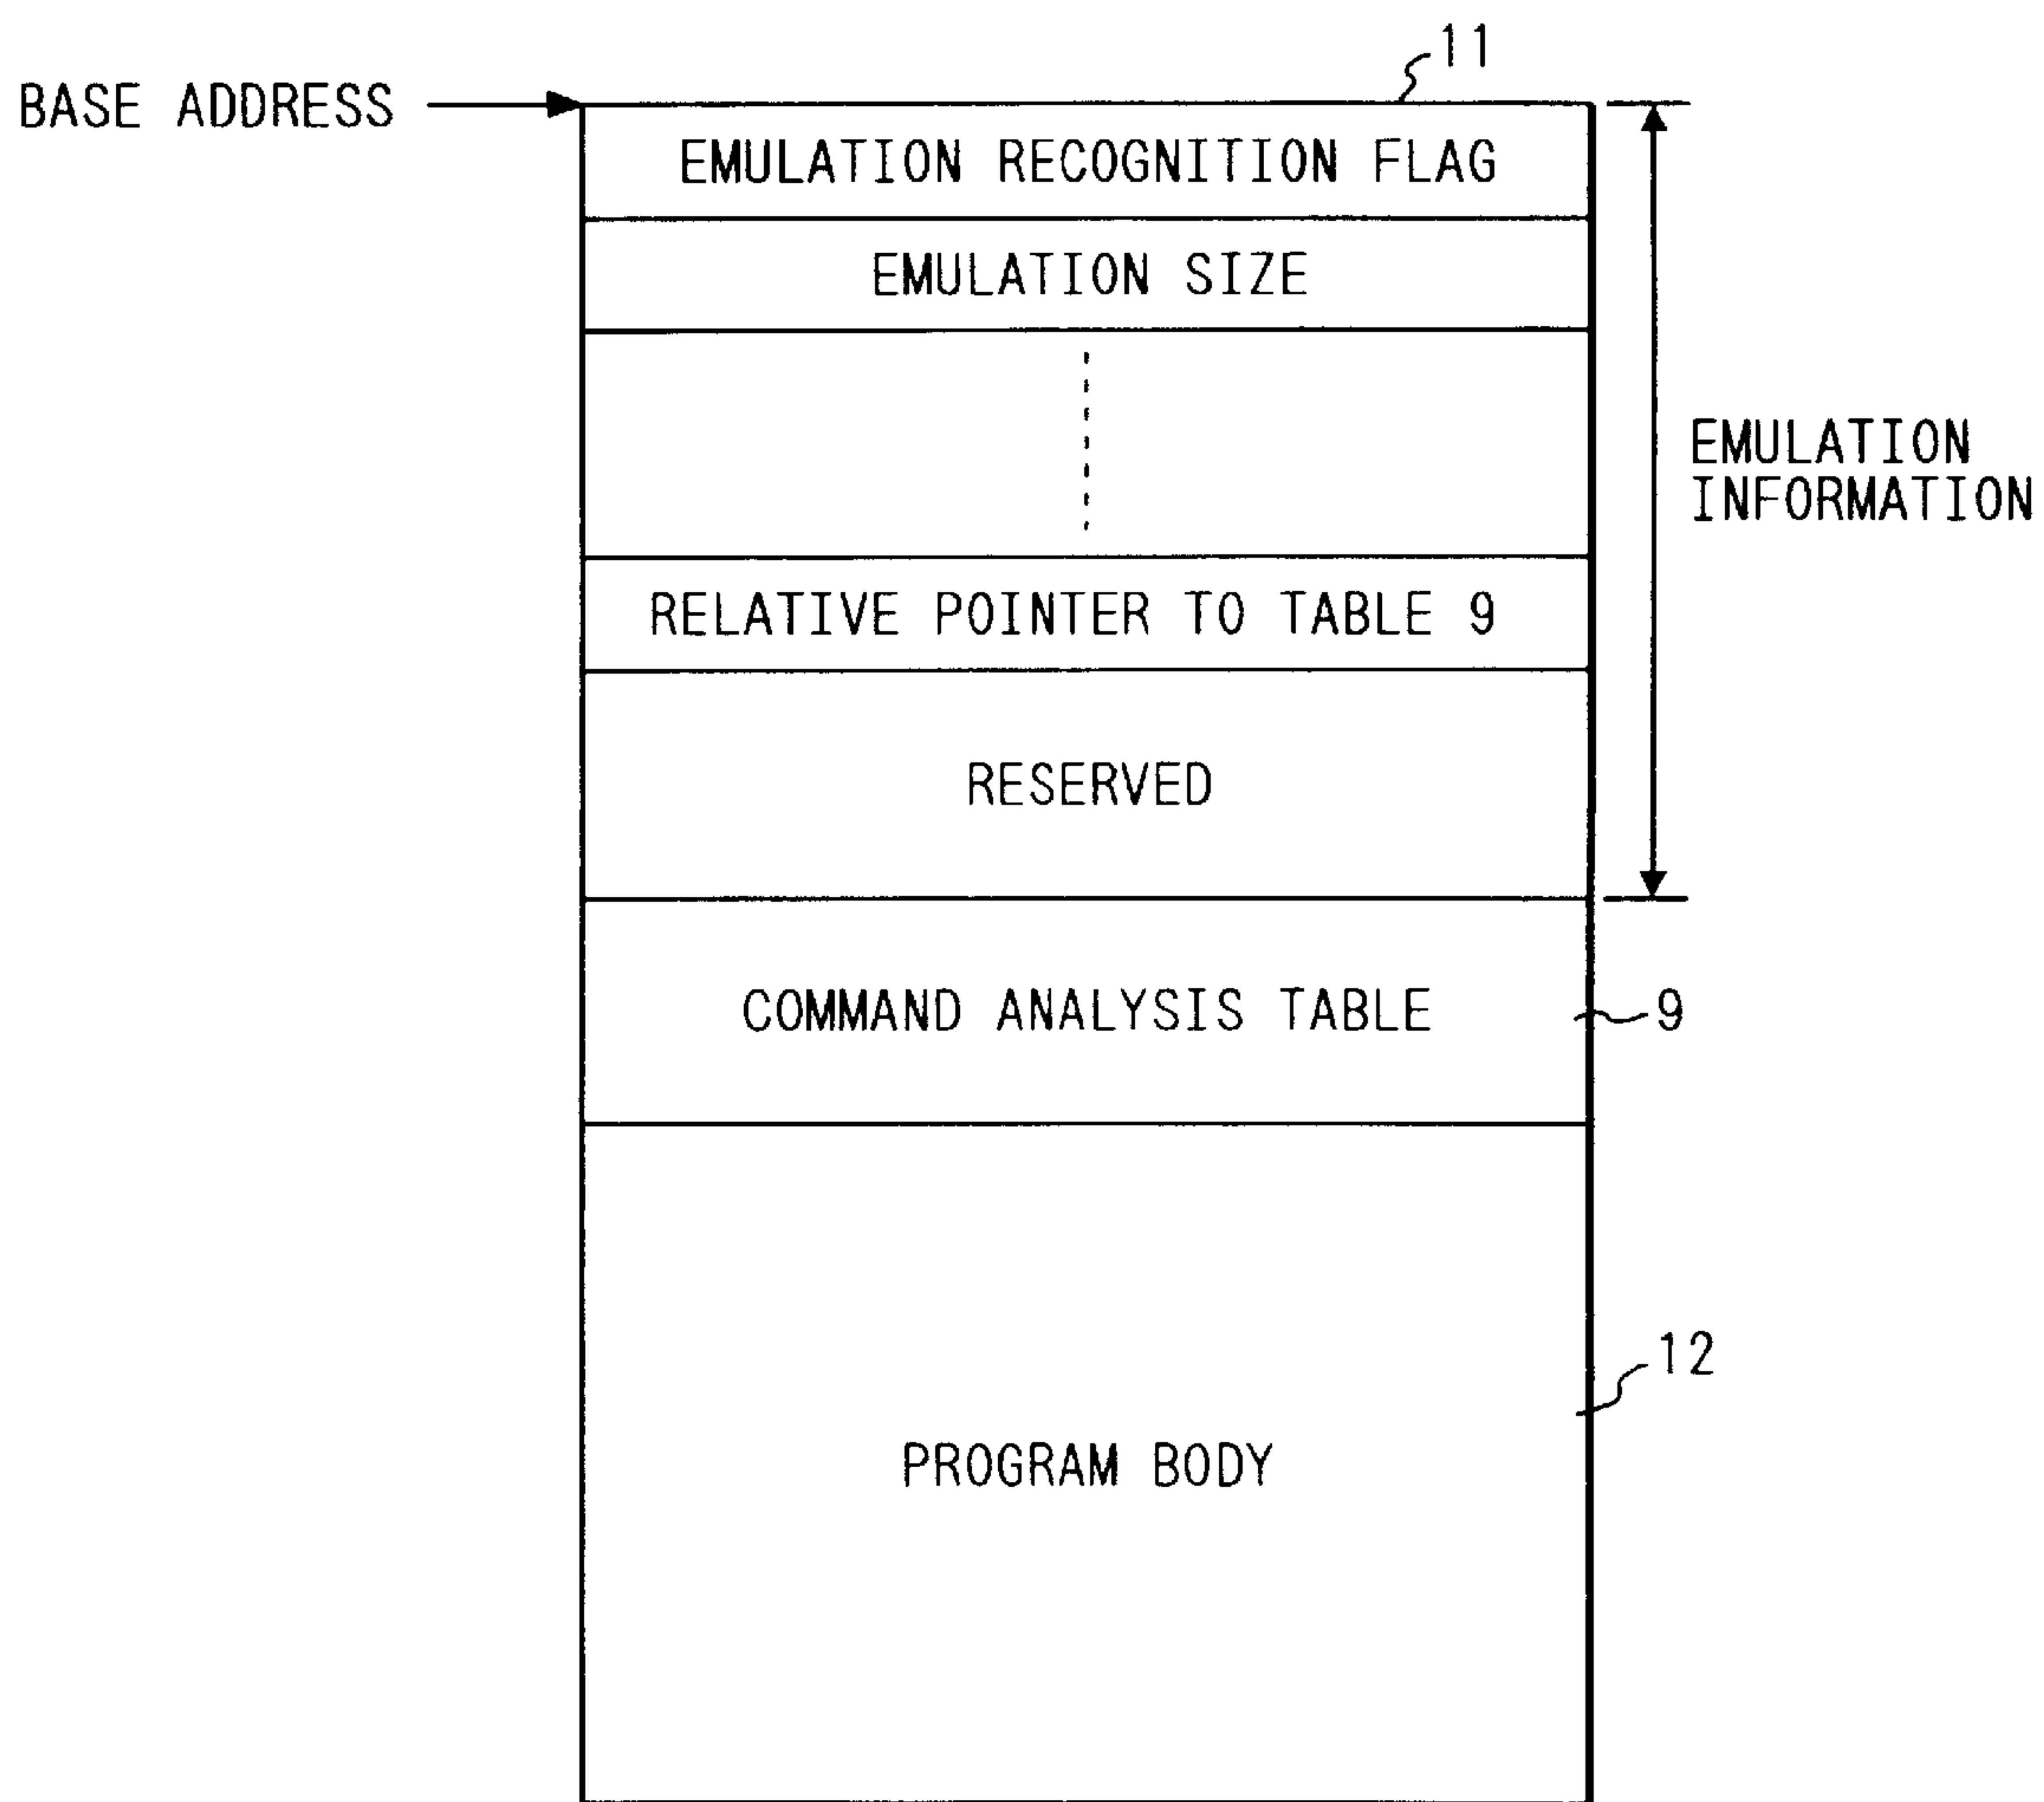 11
BASE ADDRESS
EMULATION RECOGNITION FLAG
EMULATION SIZE
EMULATION
INFORMATION
RELATIVE POINTER TO TABLE 9
RESERVED
COMMAND ANALYSIS TABLE
9
12
PROGRAM BODY